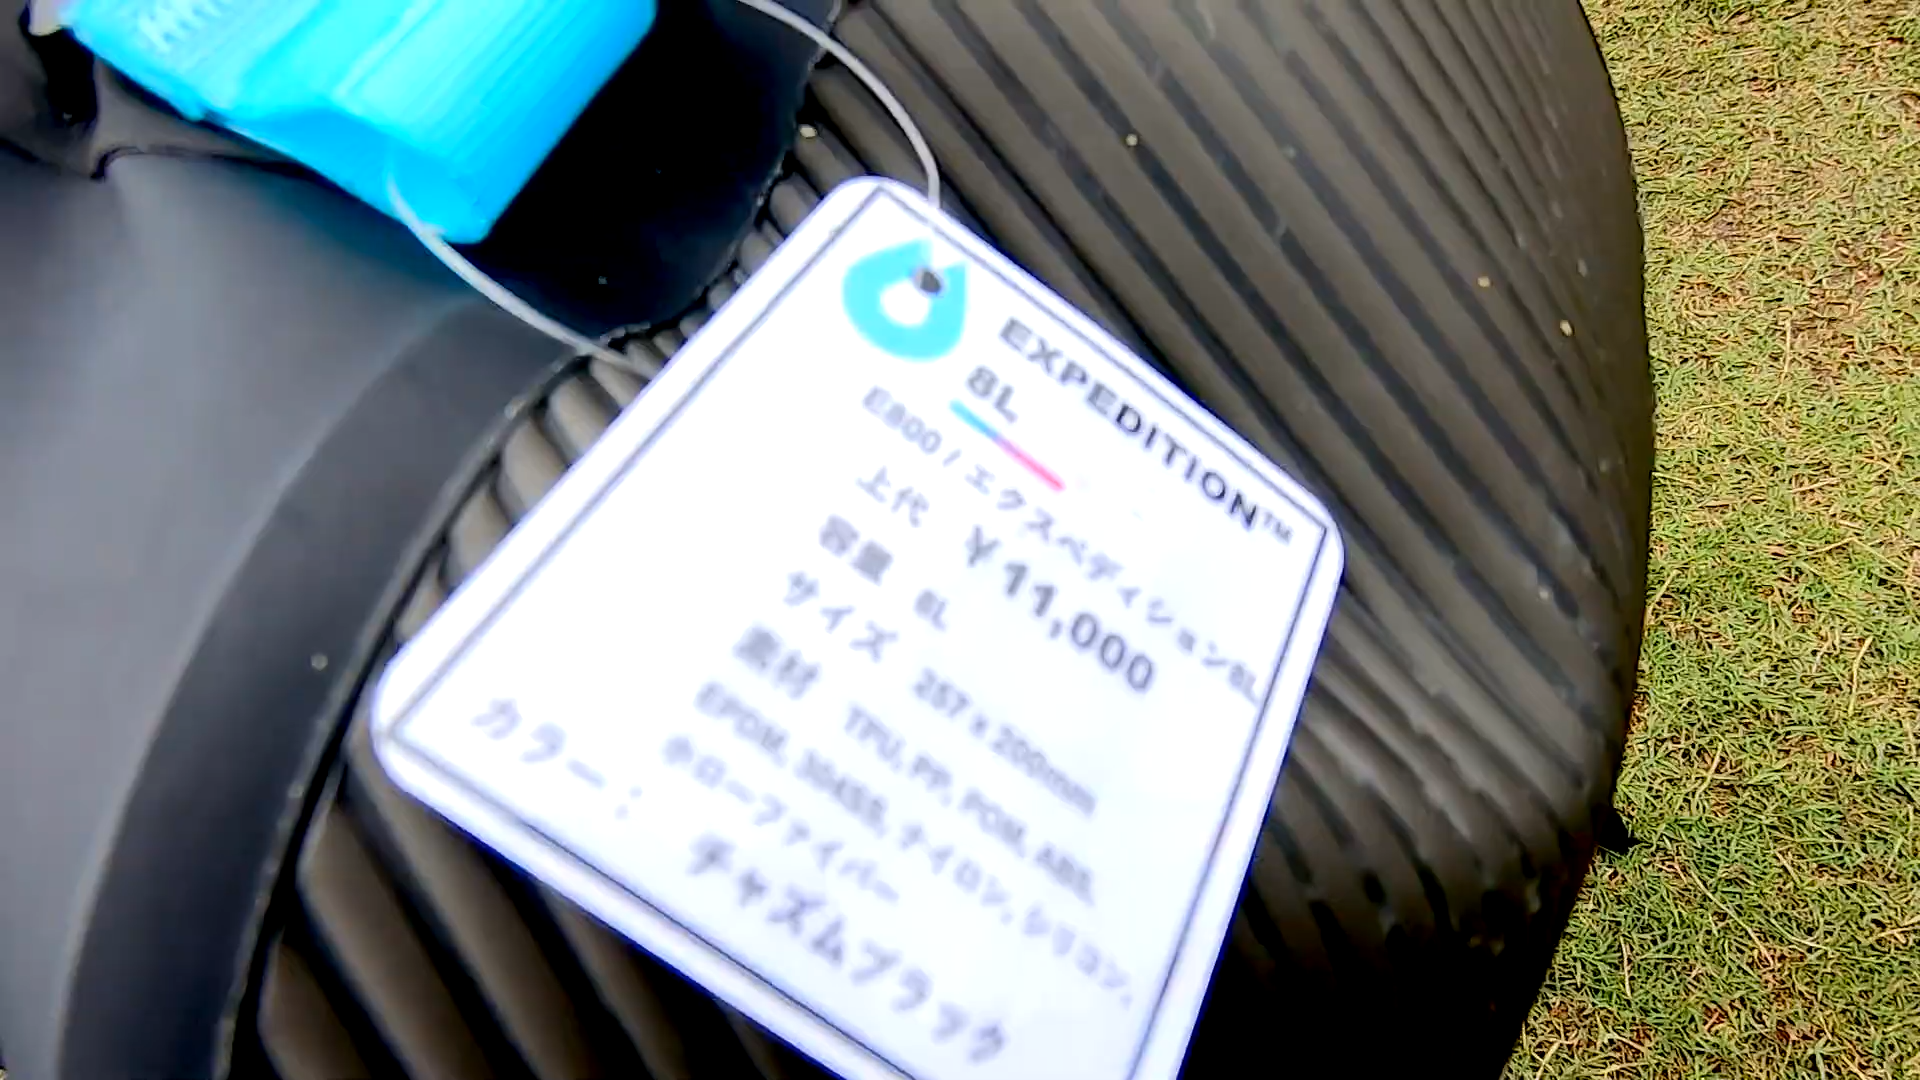 EXPEDITION™
8L
E800 / エクスペディション8L
上代 ¥11,000
容量 8L
サイズ 257 x 200mm
素材 TPU, PP, POM, ABS,
EPDM, 304SS, ナイロン, シリコン,
ホローファイバー
カラー: チャズムブラック